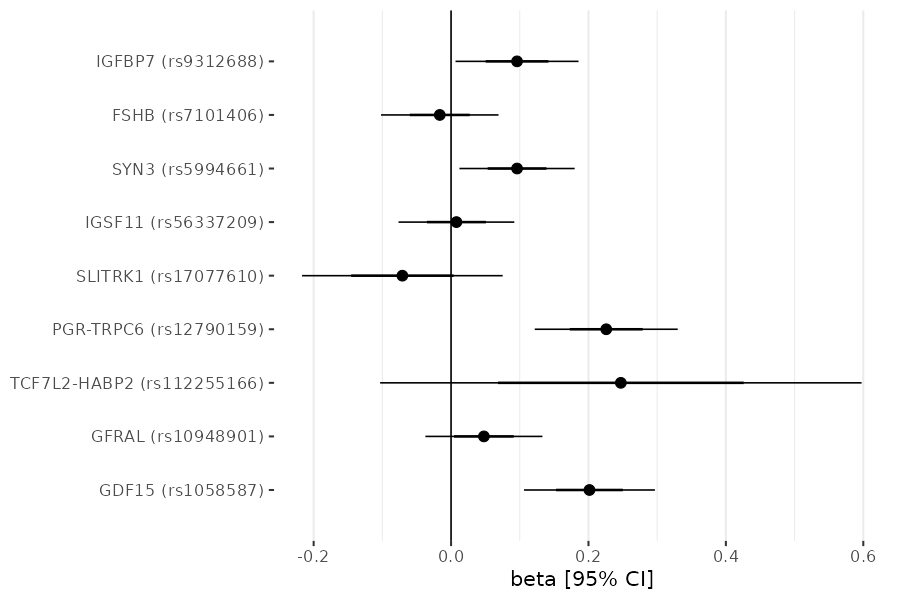 IGFBP7 (rs9312688)
FSHB (rs7101406)
SYN3 (rs5994661)
IGSF11 (rs56337209)
SLITRK1 (rs17077610)
PGR-TRPC6 (rs12790159)
TCF7L2-HABP2 (rs112255166)
GFRAL (rs10948901)
GDF15 (rs1058587)
-0.2 0.0 0.2 0.4 0.6
beta [95% CI]